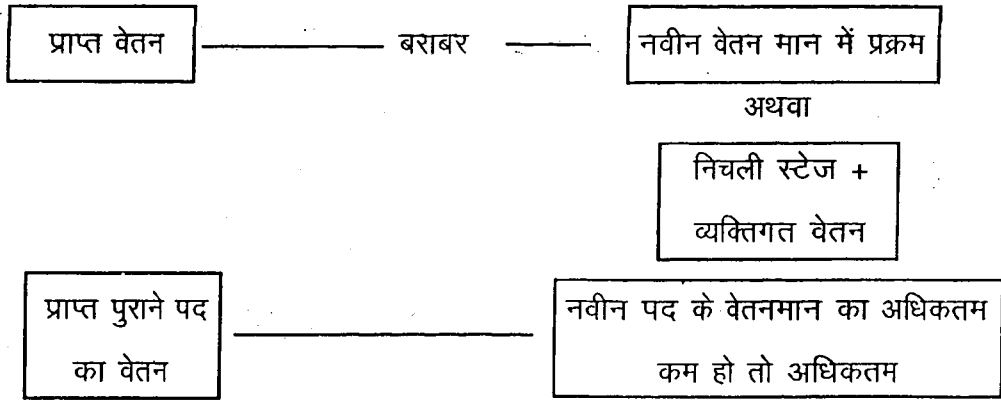 प्राप्त वेतन बराबर नवीन वेतन मान में प्रक्रम
अथवा
निचली स्टेज +
व्यक्तिगत वेतन
प्राप्त पुराने पद
का वेतन
नवीन पद के वेतनमान का अधिकतम
कम हो तो अधिकतम